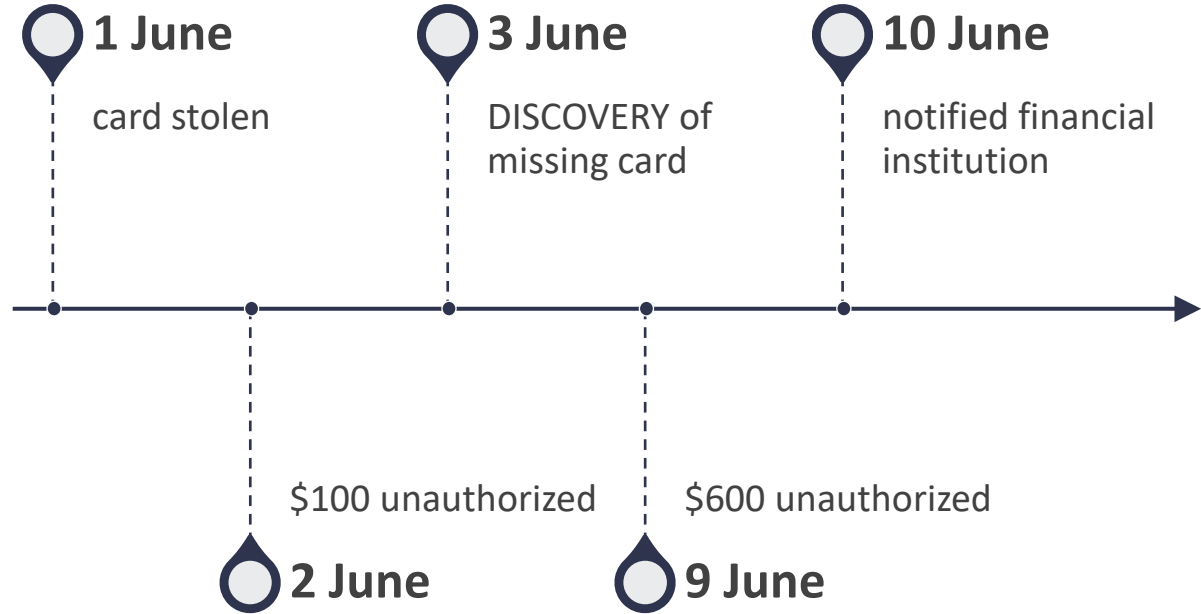 1 June
card stolen
3 June
DISCOVERY of
missing card
10 June
notified financial
institution
$100 unauthorized
2 June
$600 unauthorized
9 June